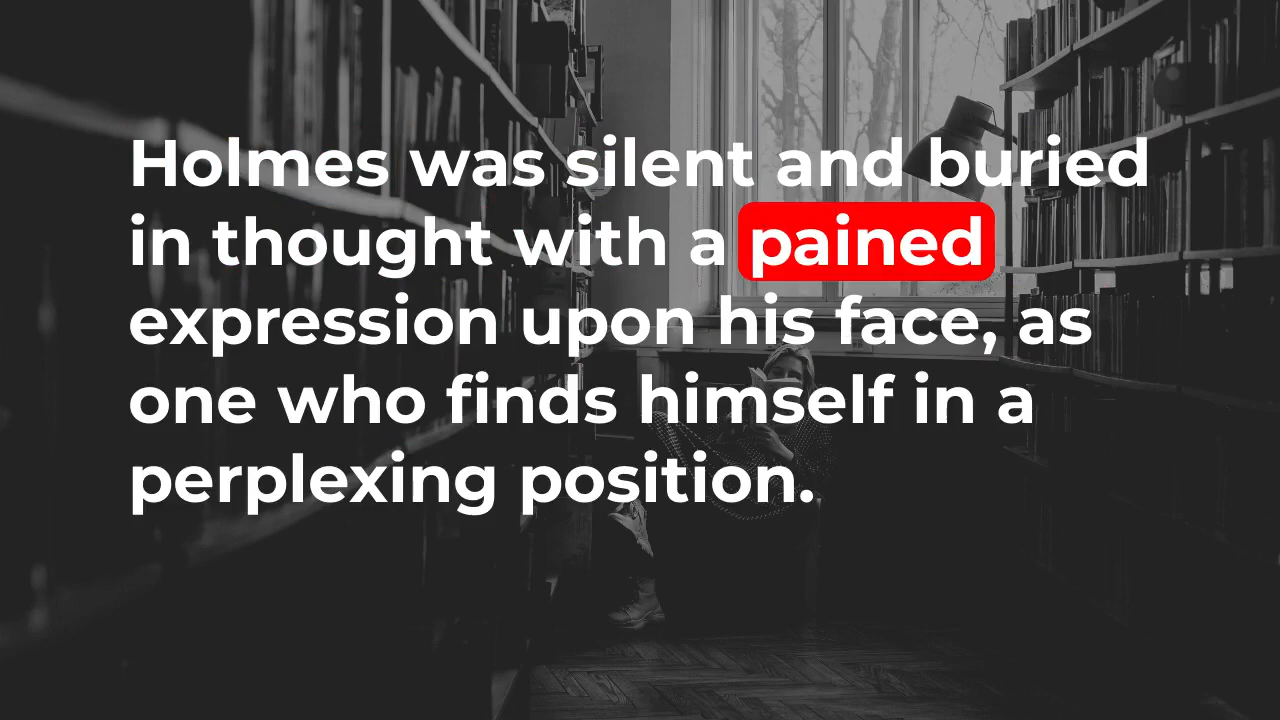 Holmes was silent and buried
in thought with a pained
expression upon his face, as
one who finds himself in a
perplexing position.